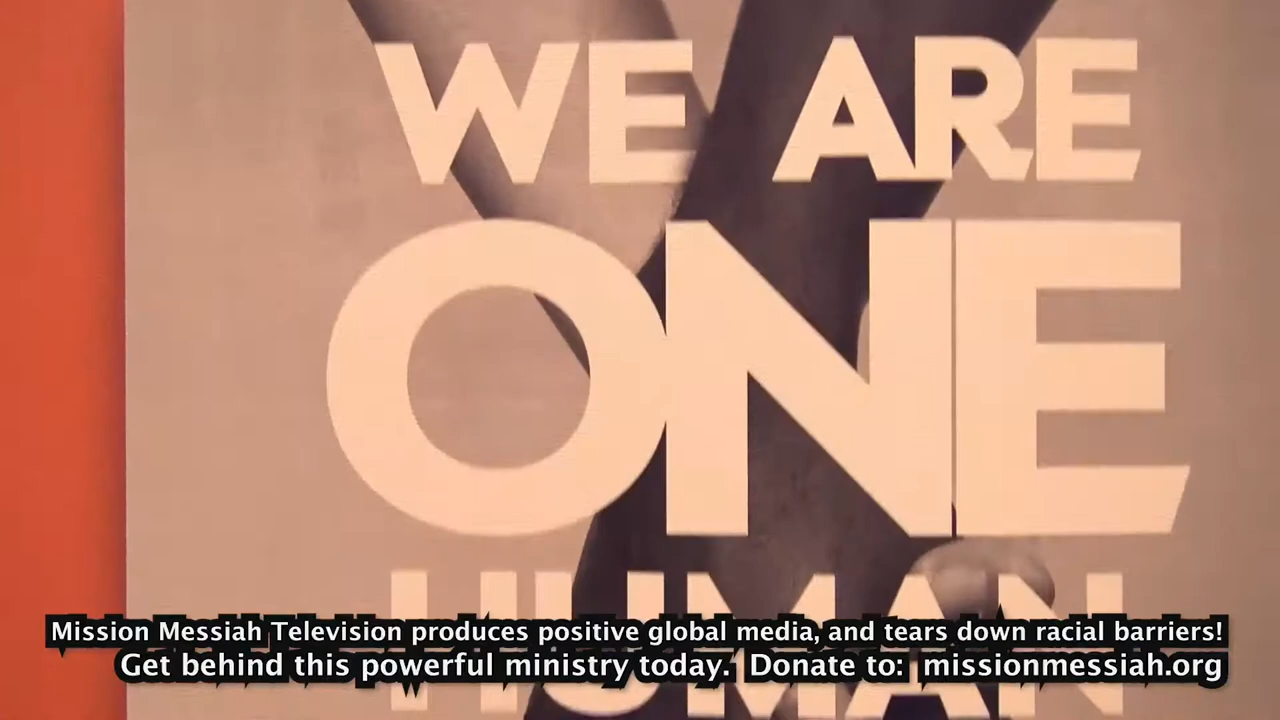 WE ARE
ONE
HUMAN
Mission Messiah Television produces positive global media, and tears down racial barriers!
Get behind this powerful ministry today.  Donate to:  missionmessiah.org